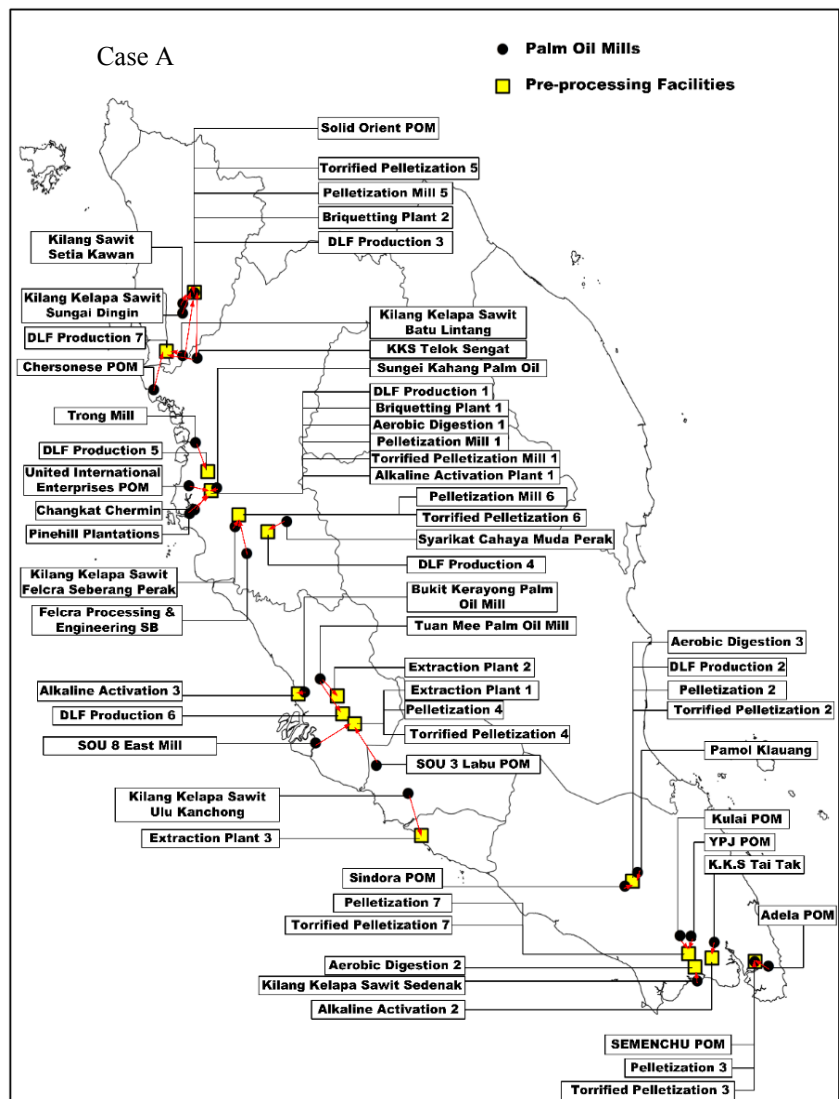 Case A
Palm Oil Mills
Pre-processing Facilities
Solid Orient POM
Torrified Pelletization 5
Pelletization Mill 5
Briquetting Plant 2
DLF Production 3
Kilang Sawit
Setia Kawan
Kilang Kelapa Sawit
Sungai Dingin
DLF Production 7
Chersonese POM
Kilang Kelapa Sawit
Batu Lintang
KKS Telok Sengat
Sungei Kahang Palm Oil
DLF Production 1
Briquetting Plant 1
Aerobic Digestion 1
Pelletization Mill 1
Torrified Pelletization Mill 1
Alkaline Activation Plant 1
Trong Mill
DLF Production 5
United International
Enterprises POM
Changkat Chermin
Pinehill Plantations
Pelletization Mill 6
Torrified Pelletization 6
Syarikat Cahaya Muda Perak
DLF Production 4
Kilang Kelapa Sawit
Felcra Seberang Perak
Felcra Processing &
Engineering SB
Bukit Kerayong Palm
Oil Mill
Tuan Mee Palm Oil Mill
Extraction Plant 2
Extraction Plant 1
Pelletization 4
Torrified Pelletization 4
Alkaline Activation 3
DLF Production 6
SOU 8 East Mill
SOU 3 Labu POM
Aerobic Digestion 3
DLF Production 2
Pelletization 2
Torrified Pelletization 2
Pamol Klauang
Kilang Kelapa Sawit
Ulu Kanchong
Extraction Plant 3
Kulai POM
YPJ POM
K.K.S Tai Tak
Adela POM
Sindora POM
Pelletization 7
Torrified Pelletization 7
Aerobic Digestion 2
Kilang Kelapa Sawit Sedenak
Alkaline Activation 2
SEMENCHU POM
Pelletization 3
Torrified Pelletization 3